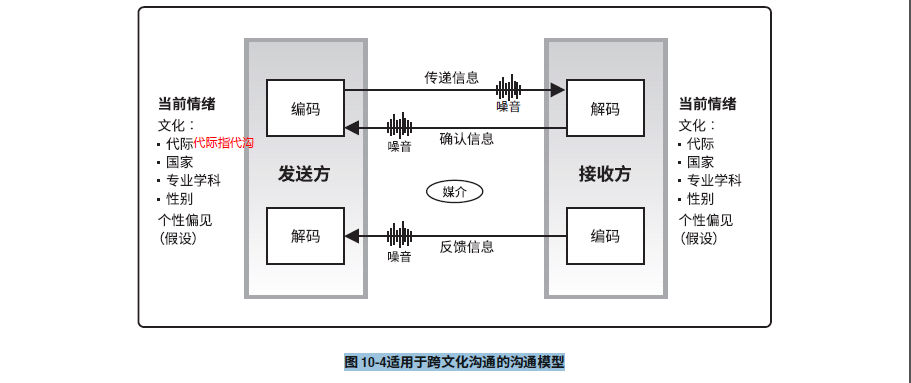 当前情绪
文化：
▪ 代际代际指代沟
▪ 国家
▪ 专业学科
▪ 性别
个性偏见
（假设）
编码
发送方
解码
传递信息
噪音
噪音
确认信息
媒介
噪音
反馈信息
解码
接收方
编码
当前情绪
文化：
▪ 代际
▪ 国家
▪ 专业学科
▪ 性别
个性偏见
（假设）
图 10-4适用于跨文化沟通的沟通模型